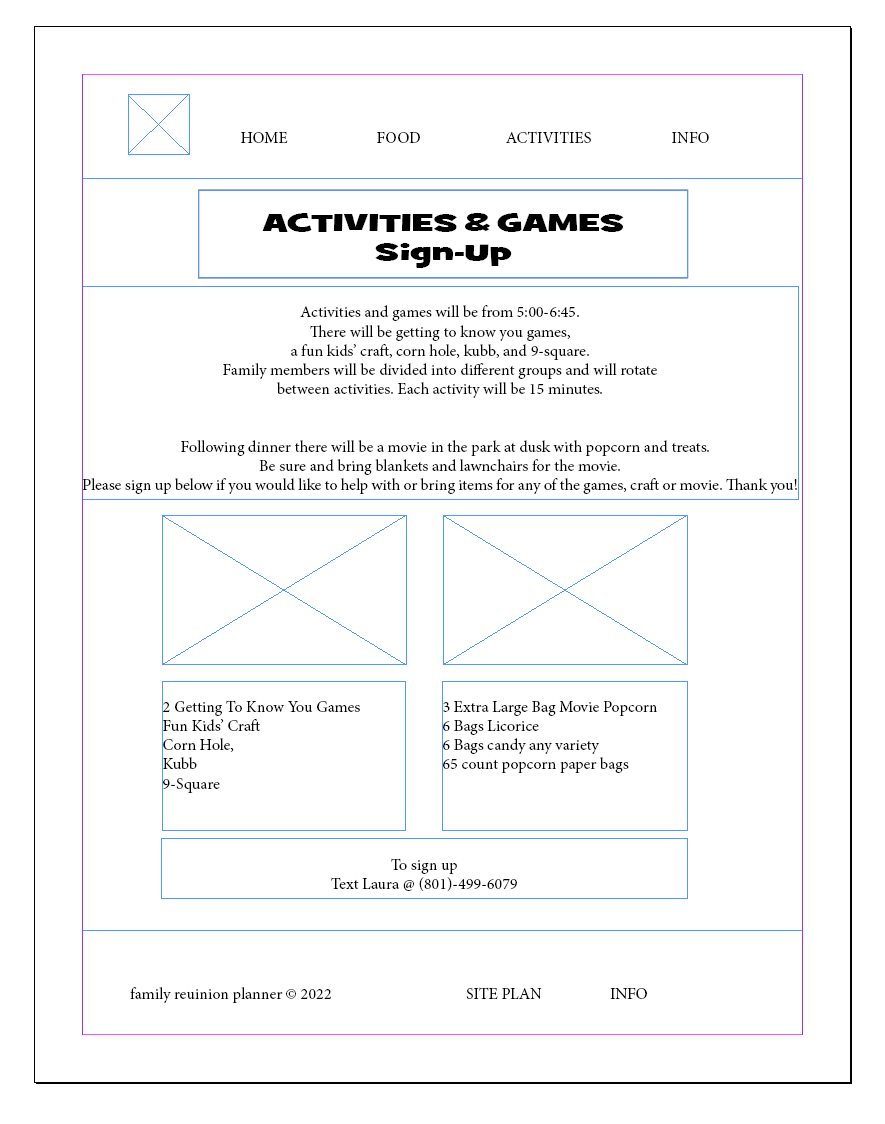 HOME FOOD ACTIVITIES INFO
ACTIVITIES & GAMES
Sign-Up
Activities and games will be from 5:00-6:45.
There will be getting to know you games,
a fun kids’ craft, corn hole, kubb, and 9-square.
Family members will be divided into different groups and will rotate
between activities. Each activity will be 15 minutes.
Following dinner there will be a movie in the park at dusk with popcorn and treats.
Be sure and bring blankets and lawnchairs for the movie.
Please sign up below if you would like to help with or bring items for any of the games, craft or movie. Thank you!
2 Getting To Know You Games
Fun Kids’ Craft
Corn Hole,
Kubb
9-Square
3 Extra Large Bag Movie Popcorn
6 Bags Licorice
6 Bags candy any variety
65 count popcorn paper bags
To sign up
Text Laura @ (801)-499-6079
family reuinion planner © 2022 SITE PLAN INFO